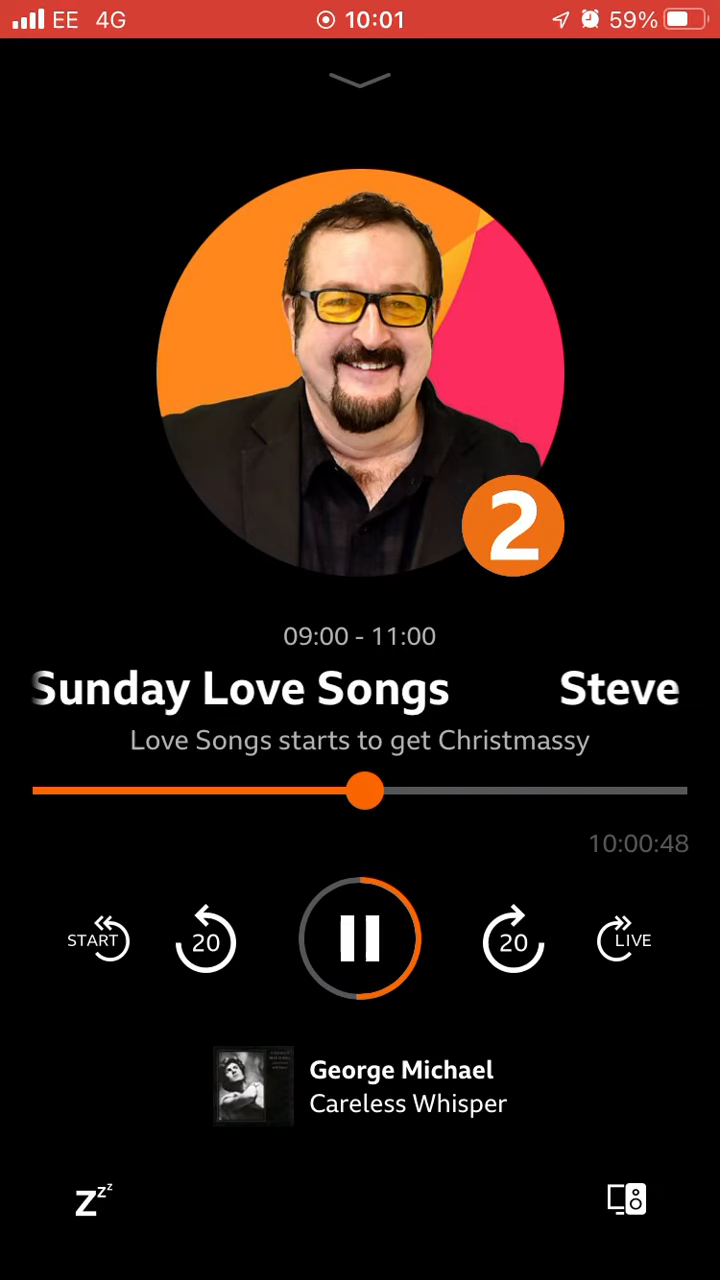 EE 4G 10:01 59%
2
09:00 - 11:00
Sunday Love Songs Steve
Love Songs starts to get Christmassy
10:00:48
START 20 20 LIVE
George Michael
Careless Whisper
Zzz